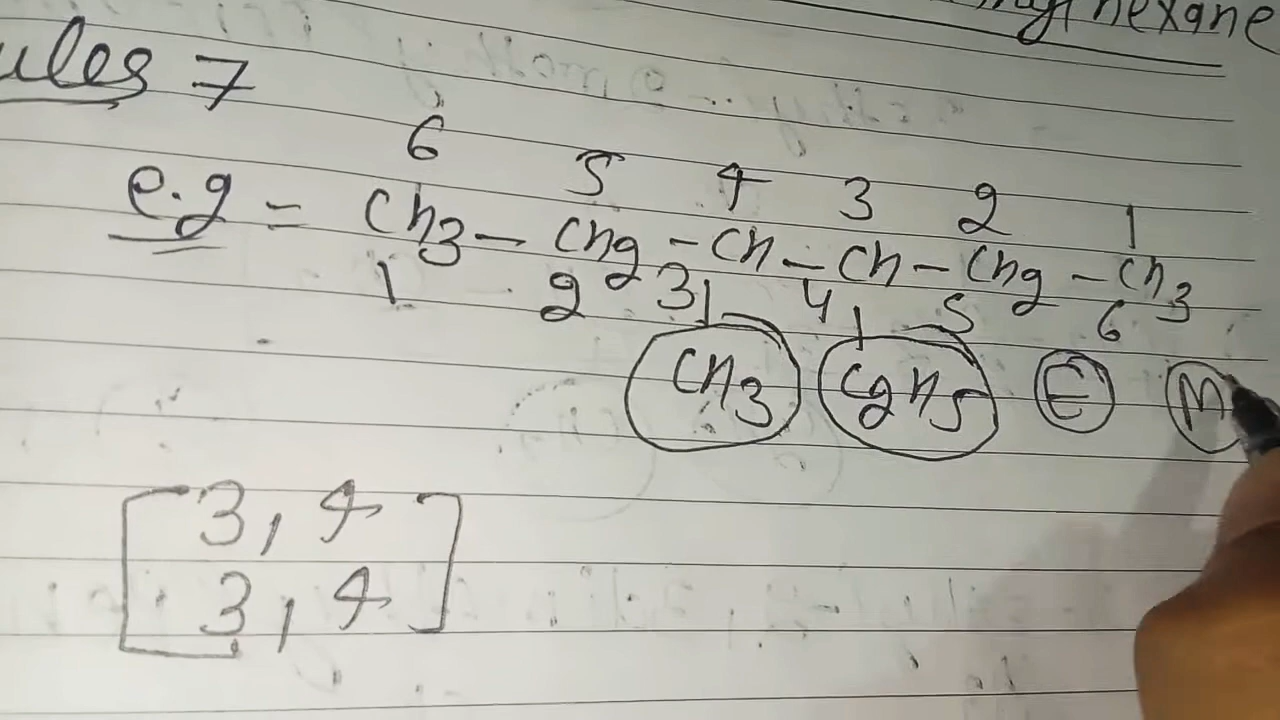 hexane
ules 7
6 5 4 3 2 1
e.g = CH3 - CH2 - CH - CH - CH2 - CH3
1 2 3 4 5 6
CH3 C2H5 E M
3, 4
3, 4